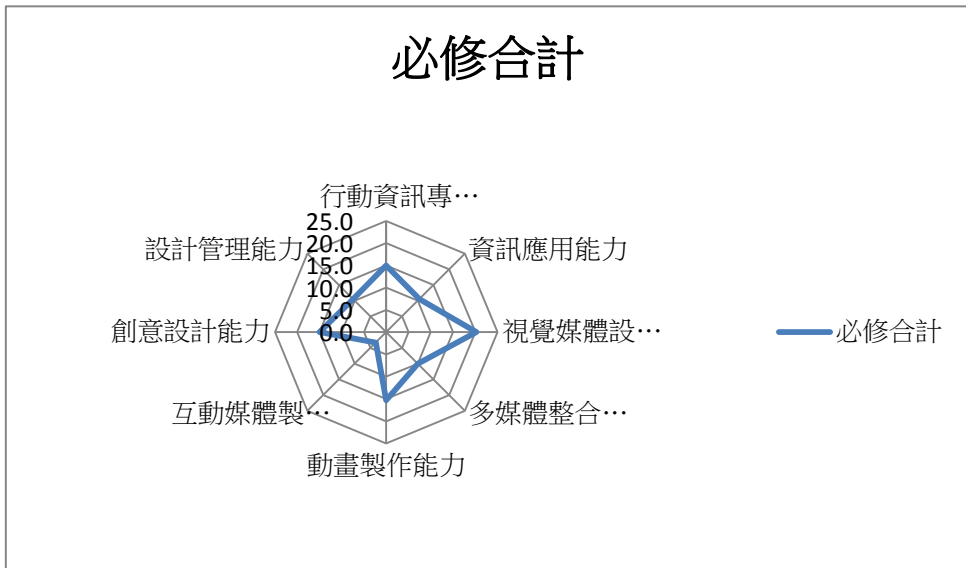 必修合計
行動資訊專…
25.0
20.0
15.0
10.0
5.0
0.0
設計管理能力
資訊應用能力
創意設計能力
視覺媒體設…
必修合計
互動媒體製…
多媒體整合…
動畫製作能力